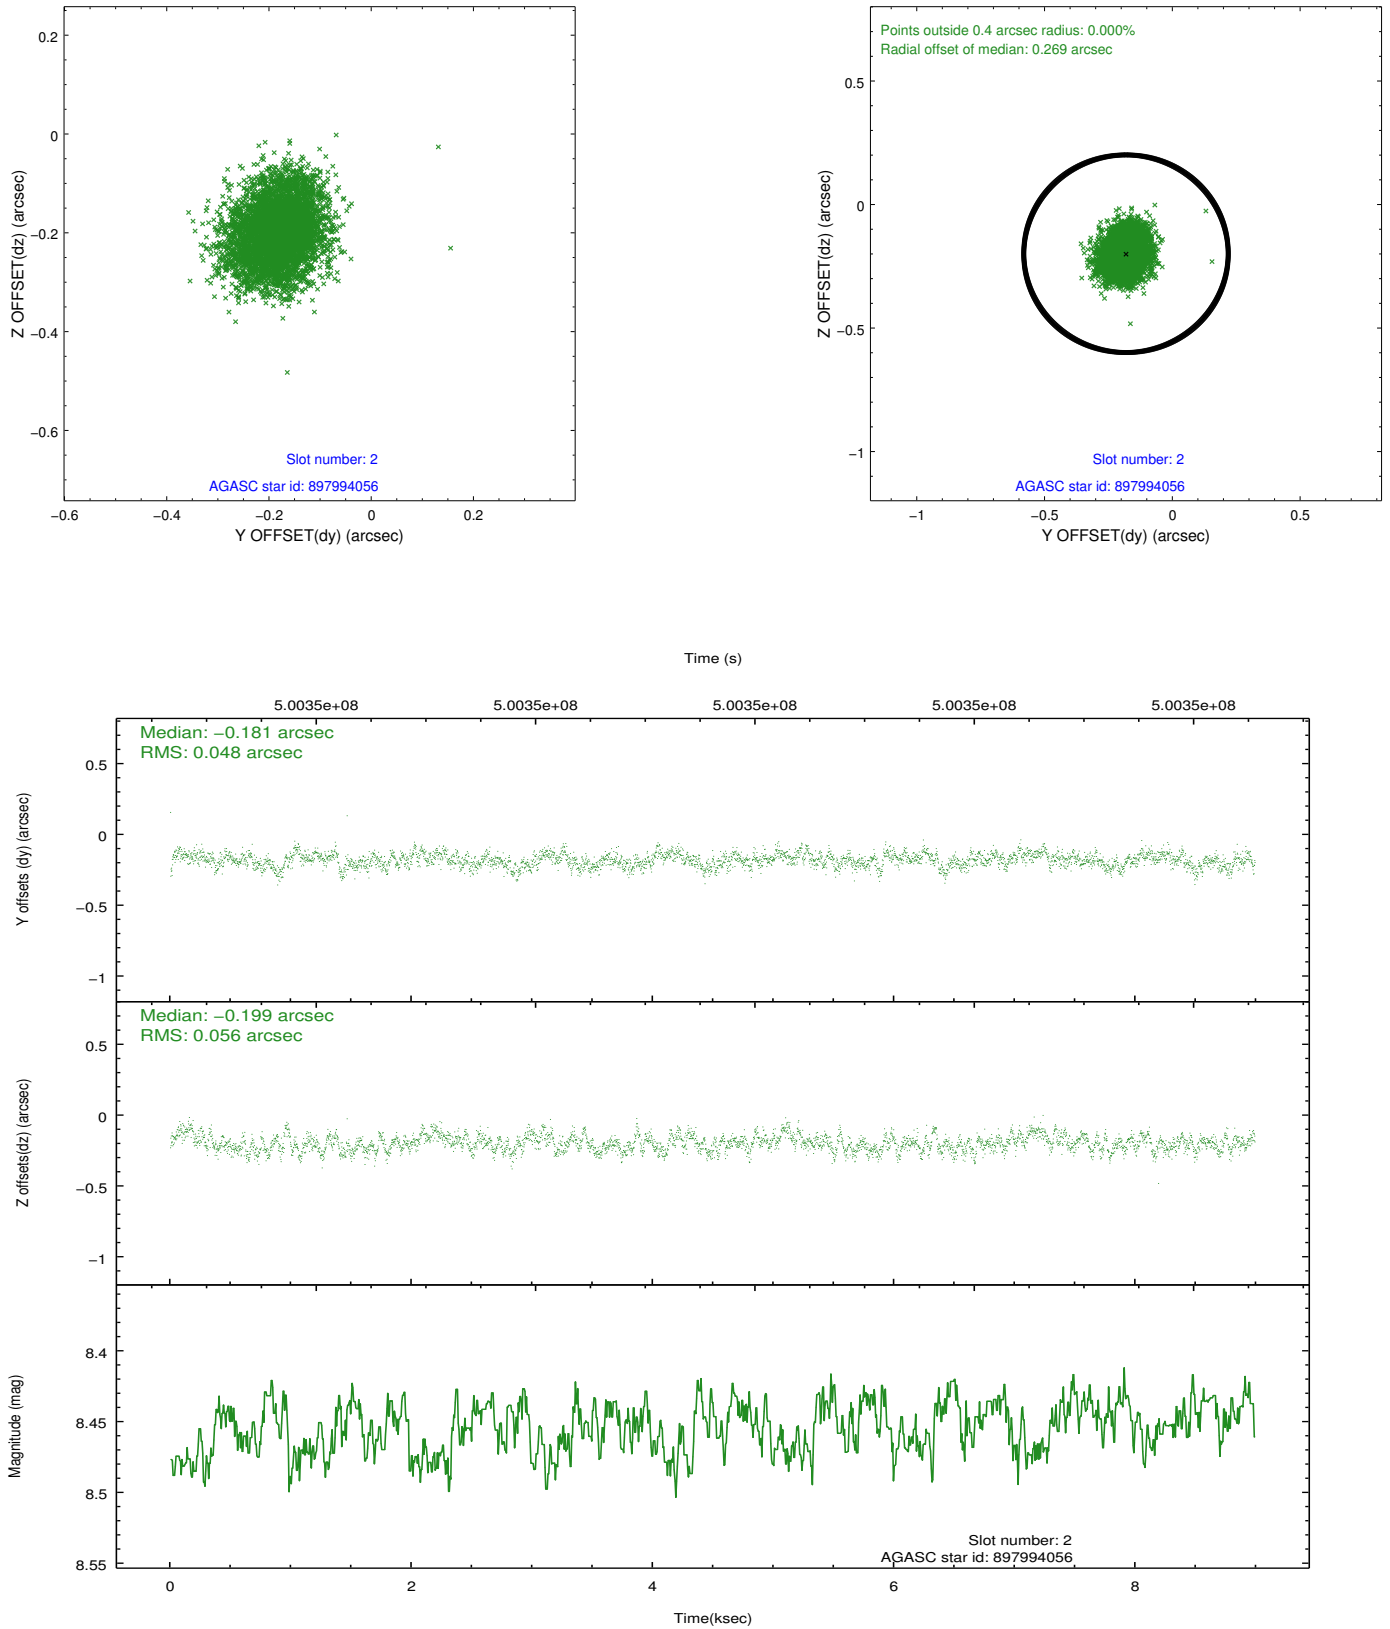 0.2
0
−0.2
−0.4
−0.6
Z OFFSET(dz) (arcsec)
Slot number: 2
AGASC star id: 897994056
−0.6 −0.4 −0.2 0 0.2
Y OFFSET(dy) (arcsec)
Points outside 0.4 arcsec radius: 0.000%
Radial offset of median: 0.269 arcsec
0.5
0
−0.5
−1
Z OFFSET(dz) (arcsec)
Slot number: 2
AGASC star id: 897994056
−1 −0.5 0 0.5
Y OFFSET(dy) (arcsec)
Time (s)
5.0035e+08 5.0035e+08 5.0035e+08 5.0035e+08 5.0035e+08
Median: −0.181 arcsec
RMS: 0.048 arcsec
0.5
0
−0.5
−1
Y offsets (dy) (arcsec)
Median: −0.199 arcsec
RMS: 0.056 arcsec
0.5
0
−0.5
−1
Z offsets(dz) (arcsec)
8.4
8.45
8.5
8.55
Magnitude (mag)
Slot number: 2
AGASC star id: 897994056
0 2 4 6 8
Time(ksec)